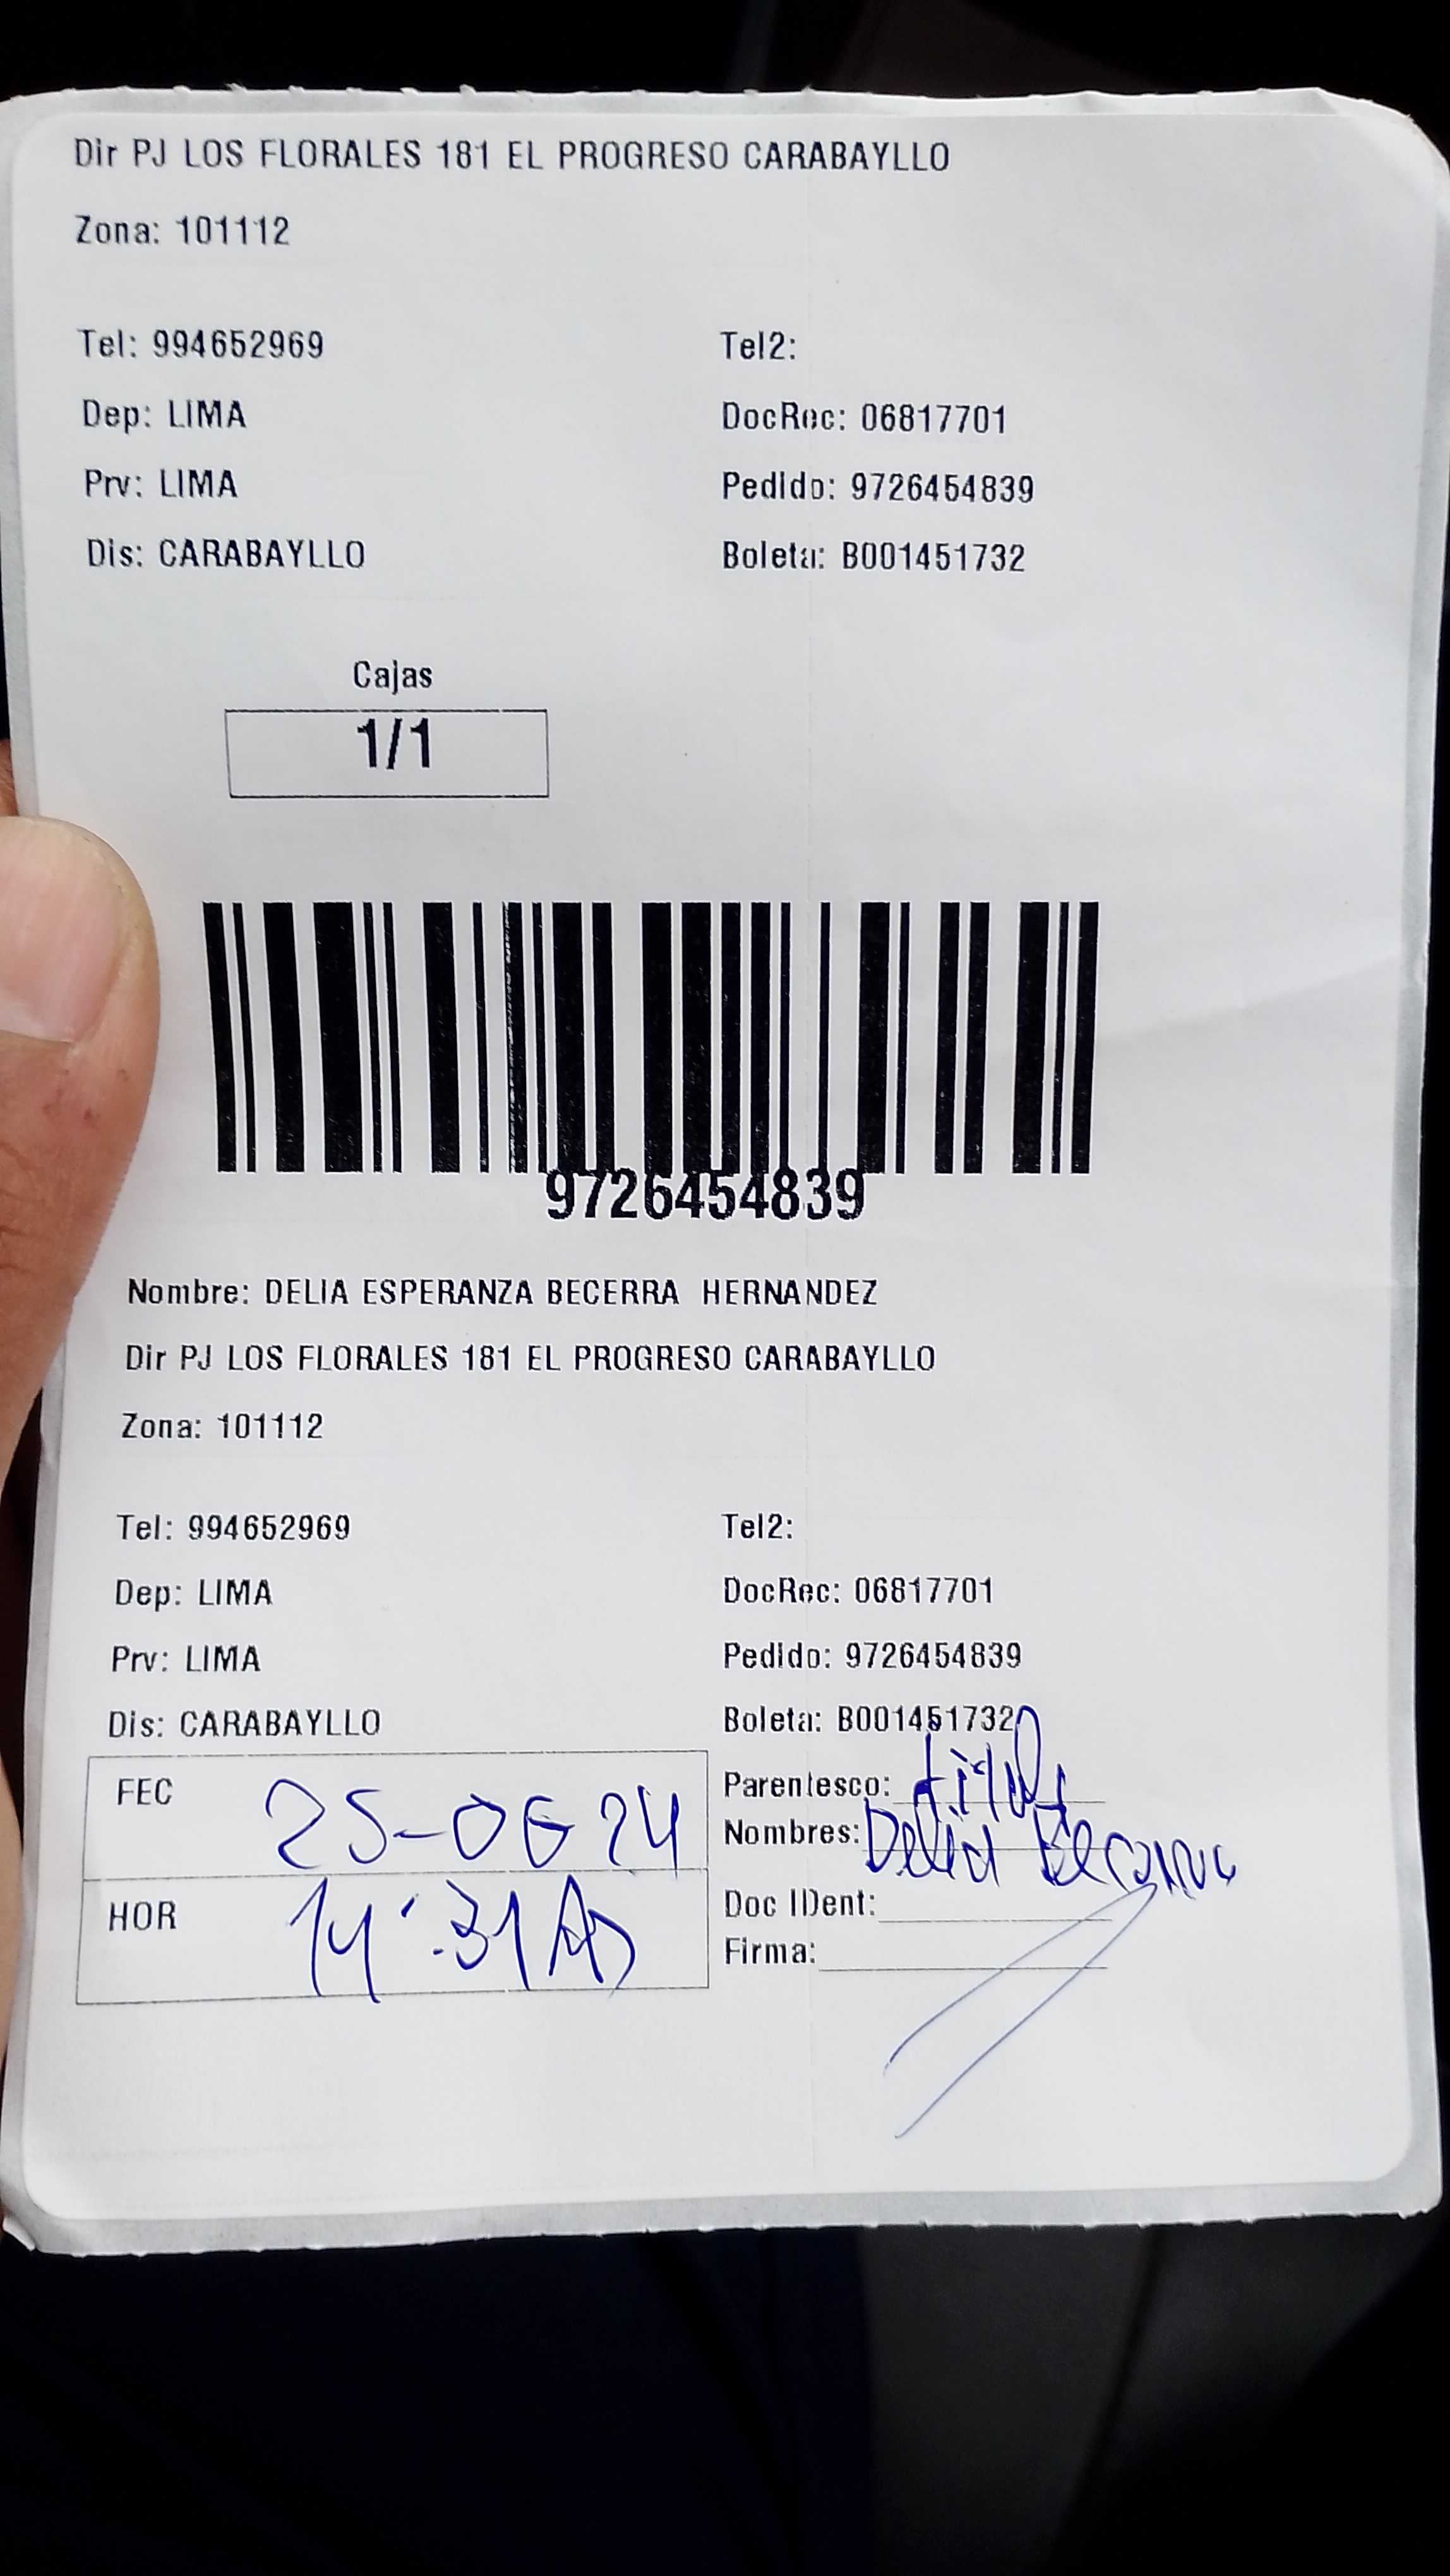 Dir PJ LOS FLORALES 181 EL PROGRESO CARABAYLLO
Zona: 101112
Tel: 994652969 Tel2:
Dep: LIMA DocRec: 06817701
Prv: LIMA Pedido: 9726454839
Dis: CARABAYLLO Boleta: B001451732
Cajas
1/1
9726454839
Nombre: DELIA ESPERANZA BECERRA HERNANDEZ
Dir PJ LOS FLORALES 181 EL PROGRESO CARABAYLLO
Zona: 101112
Tel: 994652969 Tel2:
Dep: LIMA DocRec: 06817701
Prv: LIMA Pedido: 9726454839
Dis: CARABAYLLO Boleta: B001451732
FEC 25-06 24 Parentesco:
Nombres: Delia
HOR 14:31 Doc IDent:
Firma: